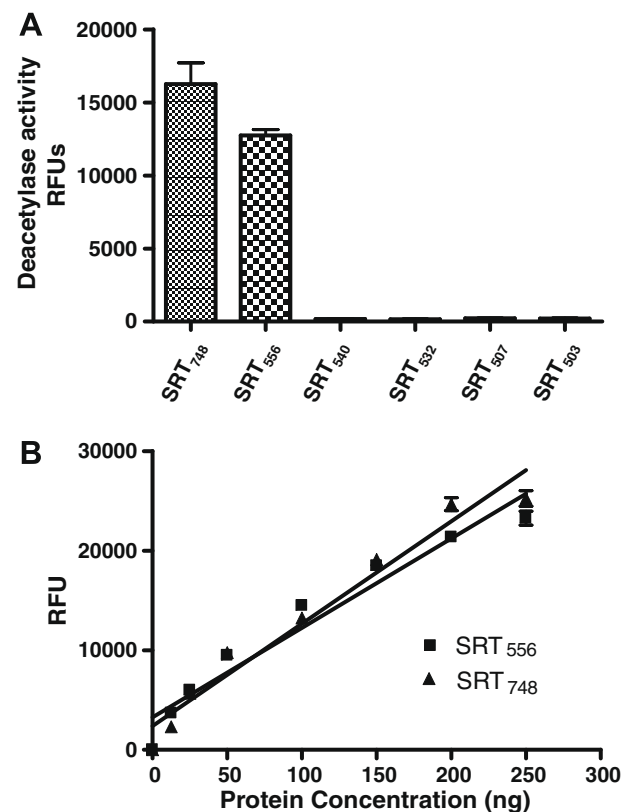 A
Deacetylase activity
RFUs
20000
15000
10000
5000
0
SRT748
SRT556
SRT540
SRT532
SRT507
SRT503
B
RFU
30000
20000
10000
0
SRT 556
SRT 748
0 50 100 150 200 250 300
Protein Concentration (ng)